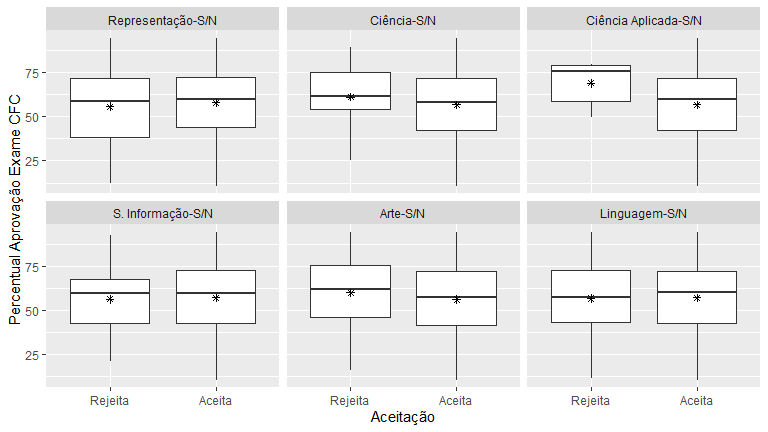 Representação-S/N
Ciência-S/N
Ciência Aplicada-S/N
75
50
25
S. Informação-S/N
Arte-S/N
Linguagem-S/N
75
50
25
Rejeita
Aceita
Rejeita
Aceita
Rejeita
Aceita
Aceitação
Percentual Aprovação Exame CFC